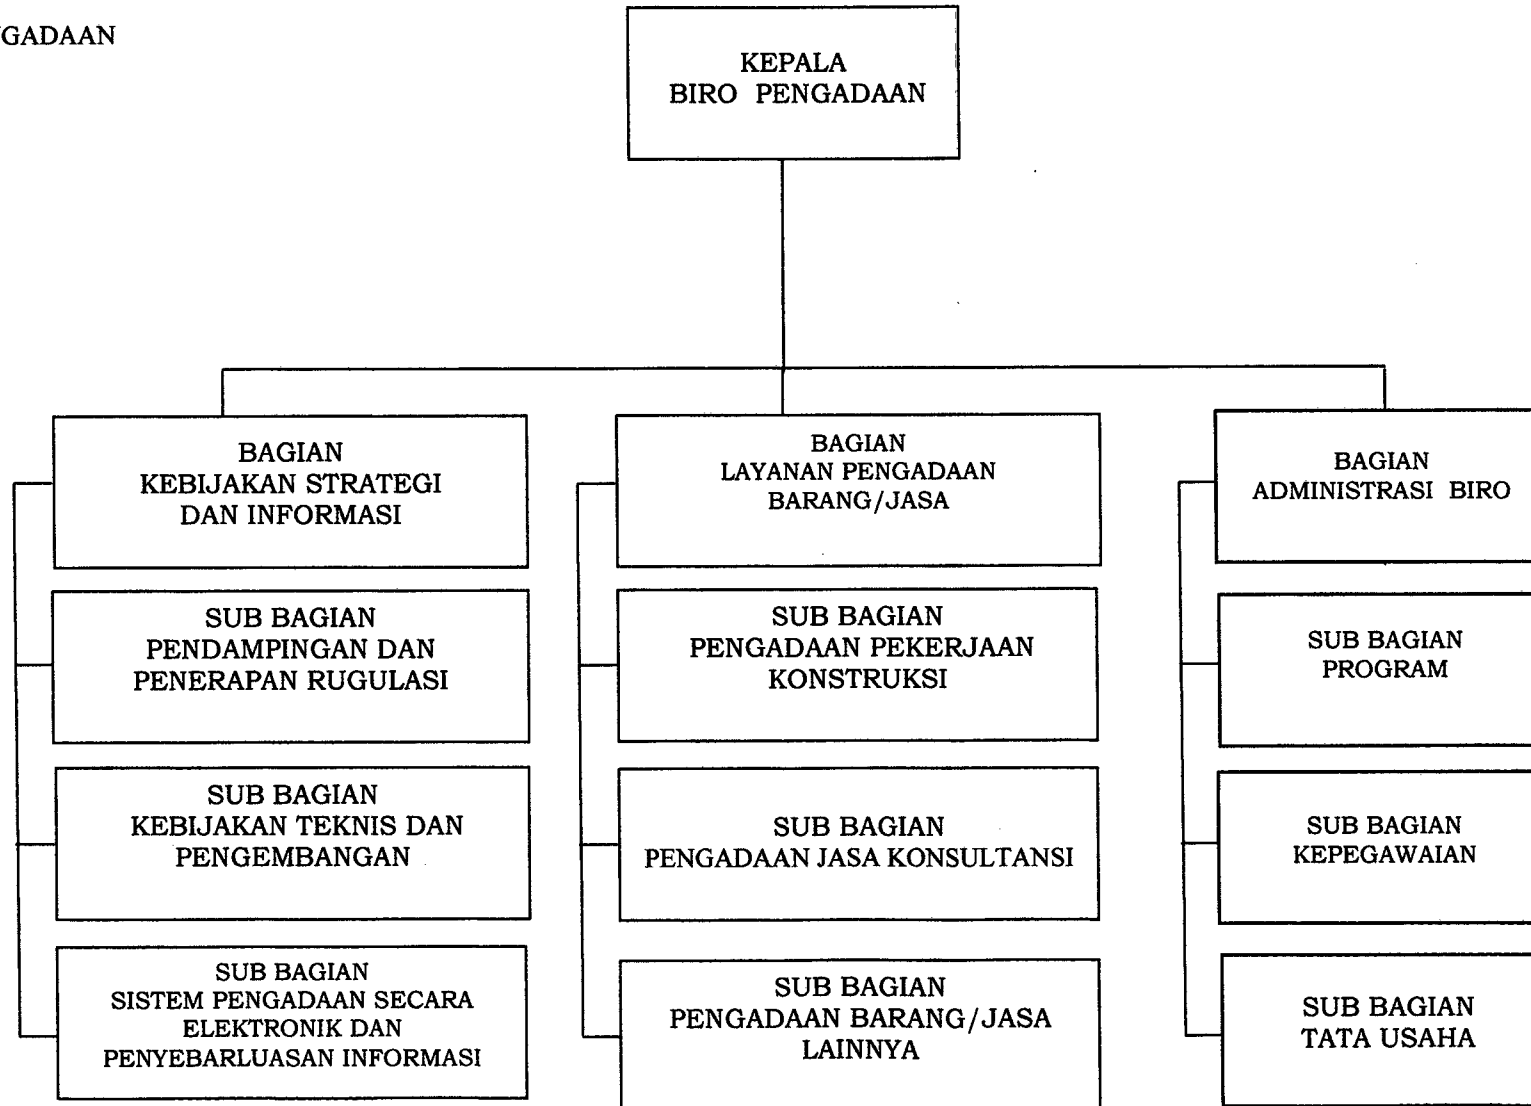 GADAAN
KEPALA
BIRO PENGADAAN
BAGIAN
KEBIJAKAN STRATEGI
DAN INFORMASI
SUB BAGIAN
PENDAMPINGAN DAN
PENERAPAN RUGULASI
SUB BAGIAN
KEBIJAKAN TEKNIS DAN
PENGEMBANGAN
SUB BAGIAN
SISTEM PENGADAAN SECARA
ELEKTRONIK DAN
PENYEBARLUASAN INFORMASI
BAGIAN
LAYANAN PENGADAAN
BARANG/JASA
SUB BAGIAN
PENGADAAN PEKERJAAN
KONSTRUKSI
SUB BAGIAN
PENGADAAN JASA KONSULTANSI
SUB BAGIAN
PENGADAAN BARANG/JASA
LAINNYA
BAGIAN
ADMINISTRASI BIRO
SUB BAGIAN
PROGRAM
SUB BAGIAN
KEPEGAWAIAN
SUB BAGIAN
TATA USAHA